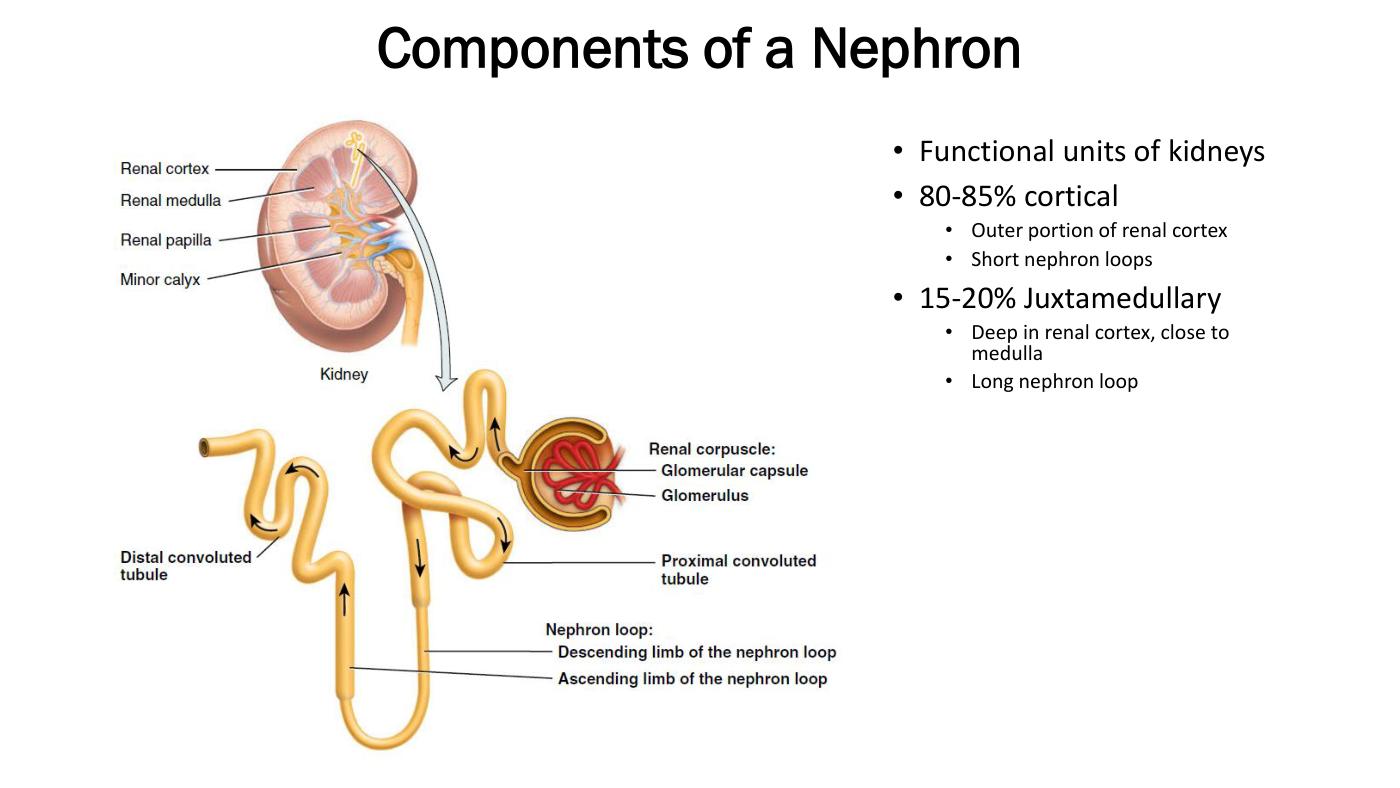 Components of a Nephron
Renal cortex
Renal medulla
Renal papilla
Minor calyx
Kidney
Renal corpuscle:
Glomerular capsule
Glomerulus
Distal convoluted
tubule
Proximal convoluted
tubule
Nephron loop:
Descending limb of the nephron loop
Ascending limb of the nephron loop
• Functional units of kidneys
• 80-85% cortical
• Outer portion of renal cortex
• Short nephron loops
• 15-20% Juxtamedullary
• Deep in renal cortex, close to
medulla
• Long nephron loop